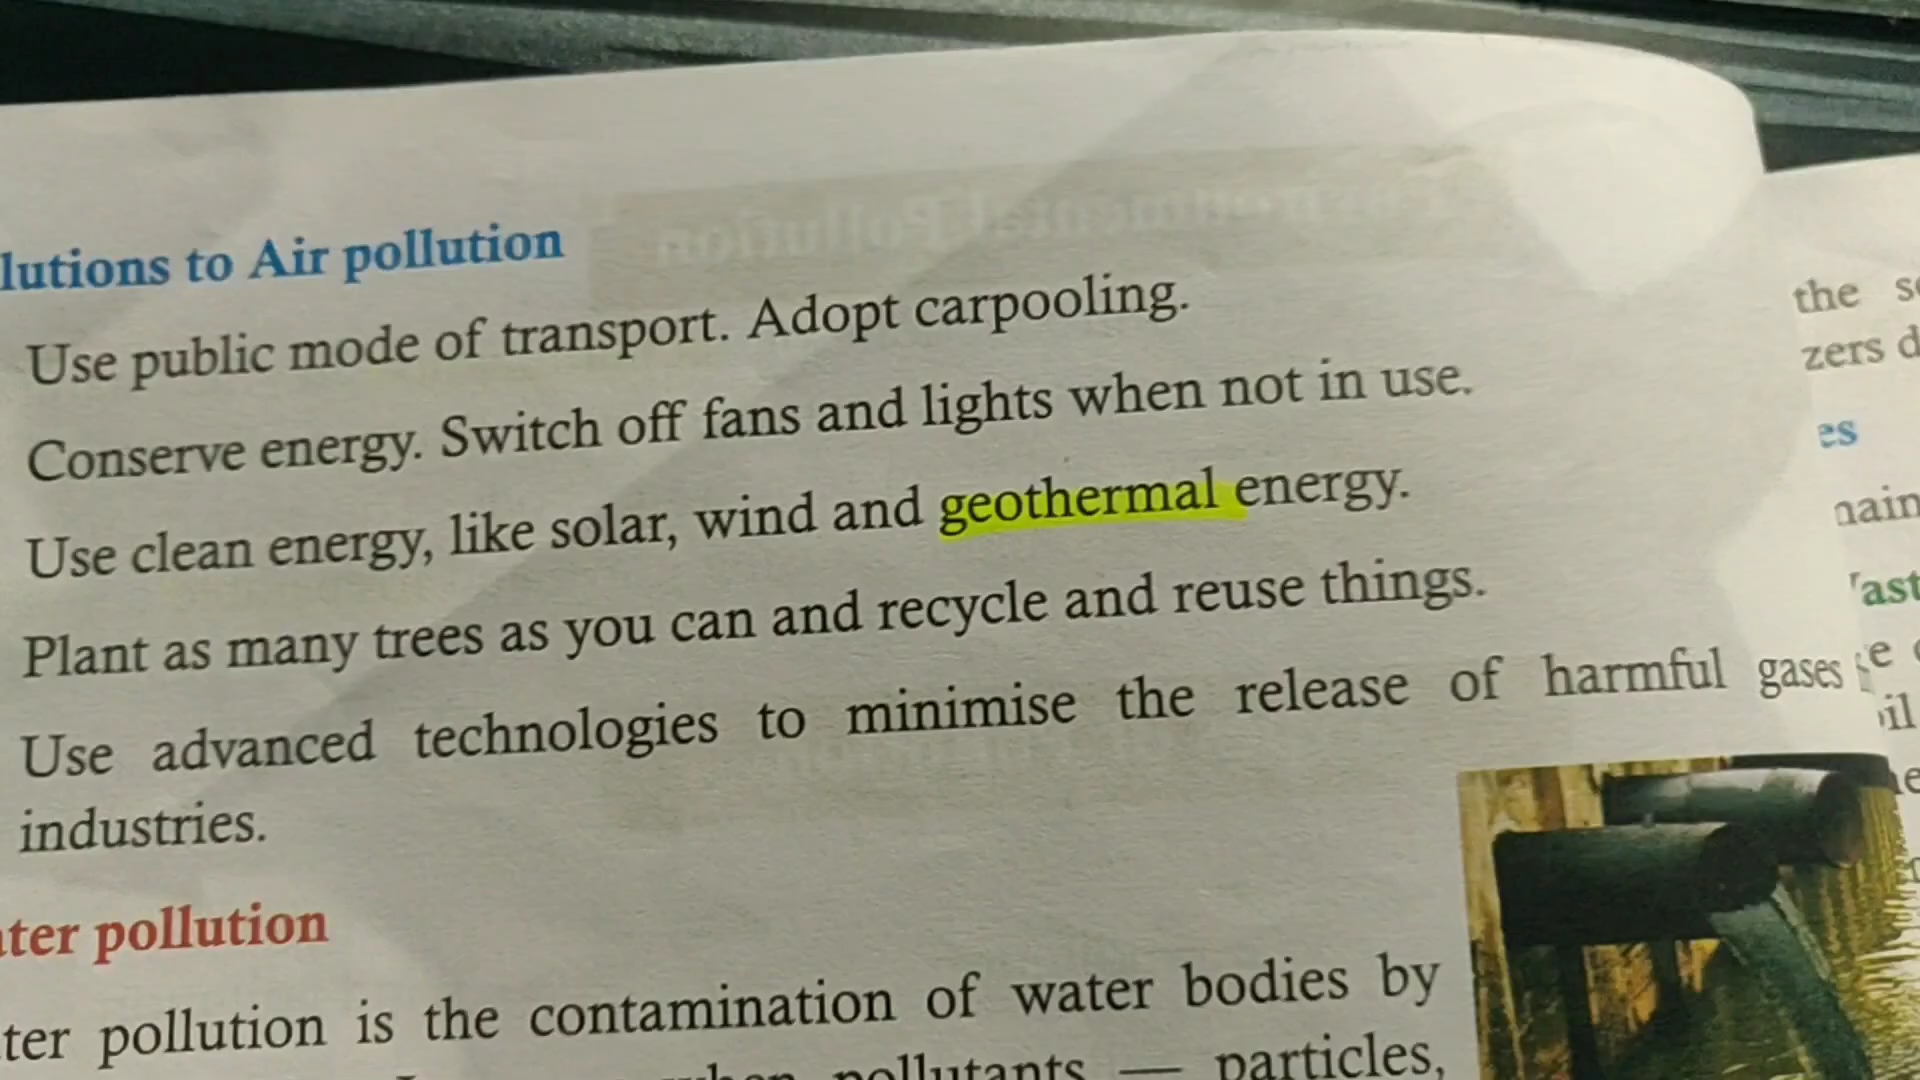 lutions to Air pollution
Use public mode of transport. Adopt carpooling.
Conserve energy. Switch off fans and lights when not in use.
Use clean energy, like solar, wind and geothermal energy.
Plant as many trees as you can and recycle and reuse things.
Use advanced technologies to minimise the release of harmful gases
industries.
ter pollution
ter pollution is the contamination of water bodies by
pollutants — particles,
the
zers
es